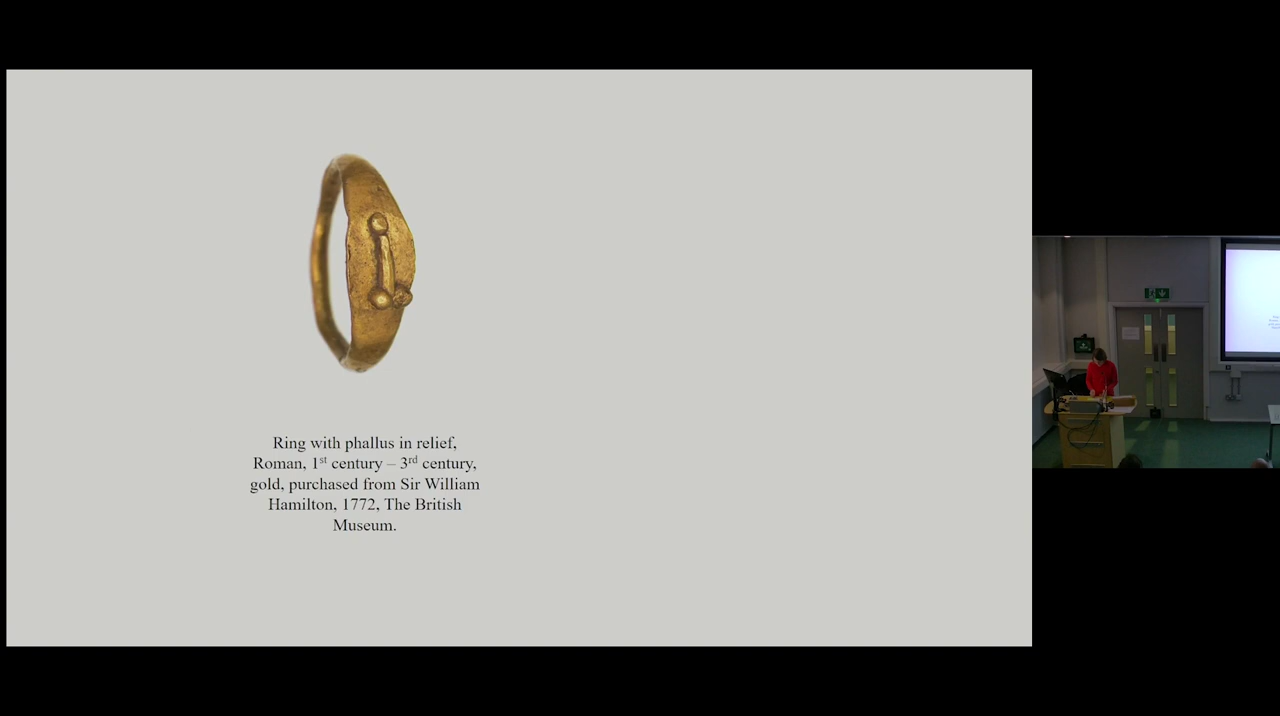 Ring with phallus in relief,
Roman, 1st century – 3rd century,
gold, purchased from Sir William
Hamilton, 1772, The British
Museum.